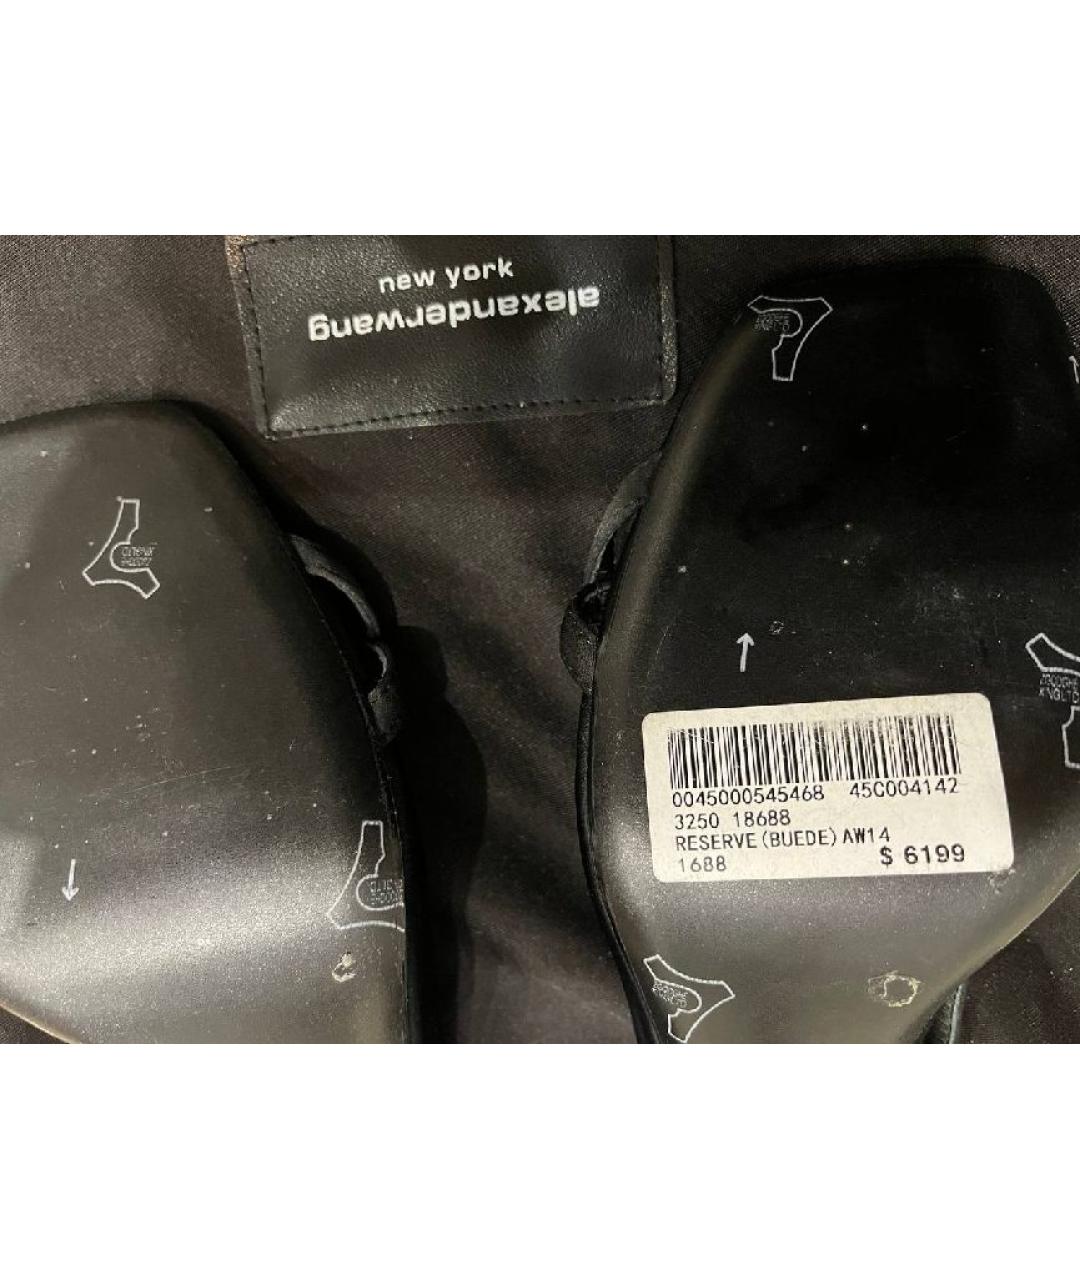 new york
alexanderwang
0045000545468 45C004142
3250 18688
RESERVE(BUEDE)AW14
1688 $ 6199